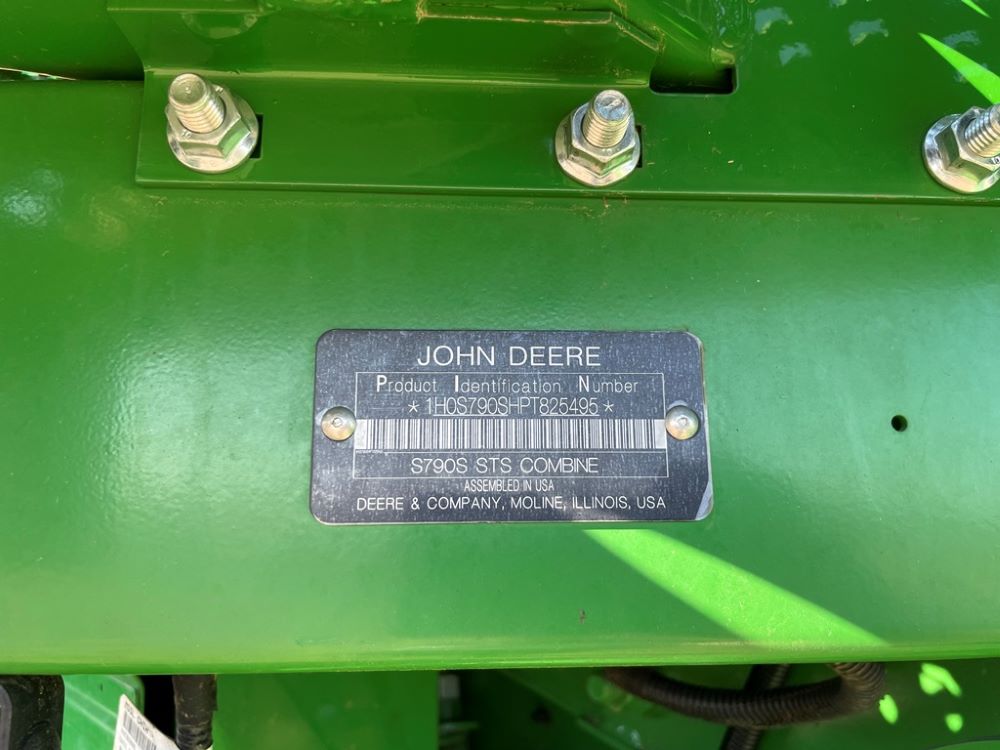 JOHN DEERE
Product Identification Number
*1H0S790SHPT825495*
S790S STS COMBINE
ASSEMBLED IN USA
DEERE & COMPANY, MOLINE, ILLINOIS, USA